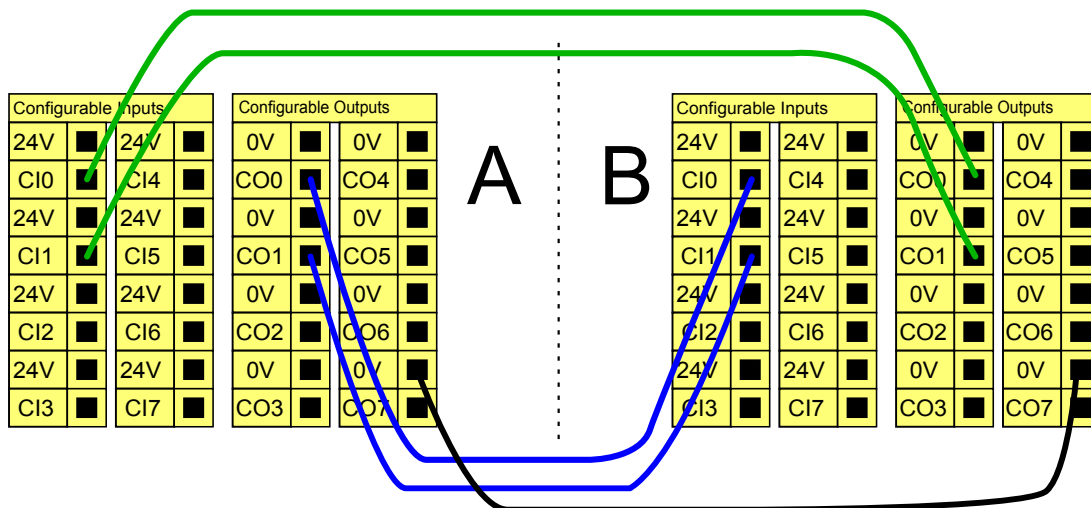 Configurable Inputs
24V 24V
CI0 CI4
24V 24V
CI1 CI5
24V 24V
CI2 CI6
24V 24V
CI3 CI7
Configurable Outputs
0V 0V
CO0 CO4
0V 0V
CO1 CO5
0V 0V
CO2 CO6
0V 0V
CO3 CO7
A
B
Configurable Inputs
24V 24V
CI0 CI4
24V 24V
CI1 CI5
24V 24V
CI2 CI6
24V 24V
CI3 CI7
Configurable Outputs
0V 0V
CO0 CO4
0V 0V
CO1 CO5
0V 0V
CO2 CO6
0V 0V
CO3 CO7